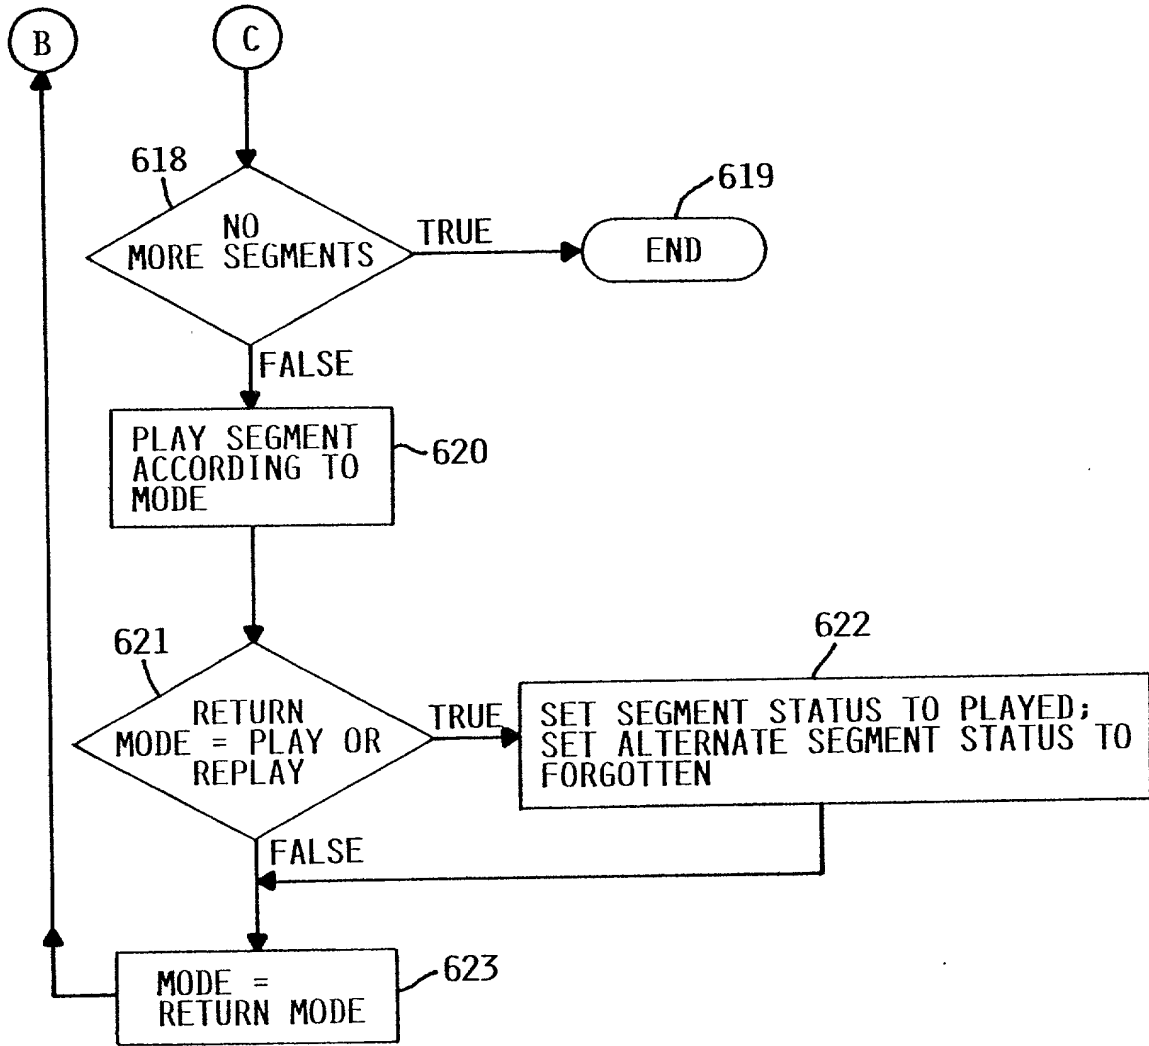 B
C
618
NO
MORE SEGMENTS
TRUE
619
END
FALSE
PLAY SEGMENT
ACCORDING TO
MODE
620
621
RETURN
MODE = PLAY OR
REPLAY
TRUE
622
SET SEGMENT STATUS TO PLAYED;
SET ALTERNATE SEGMENT STATUS TO
FORGOTTEN
FALSE
MODE =
RETURN MODE
623